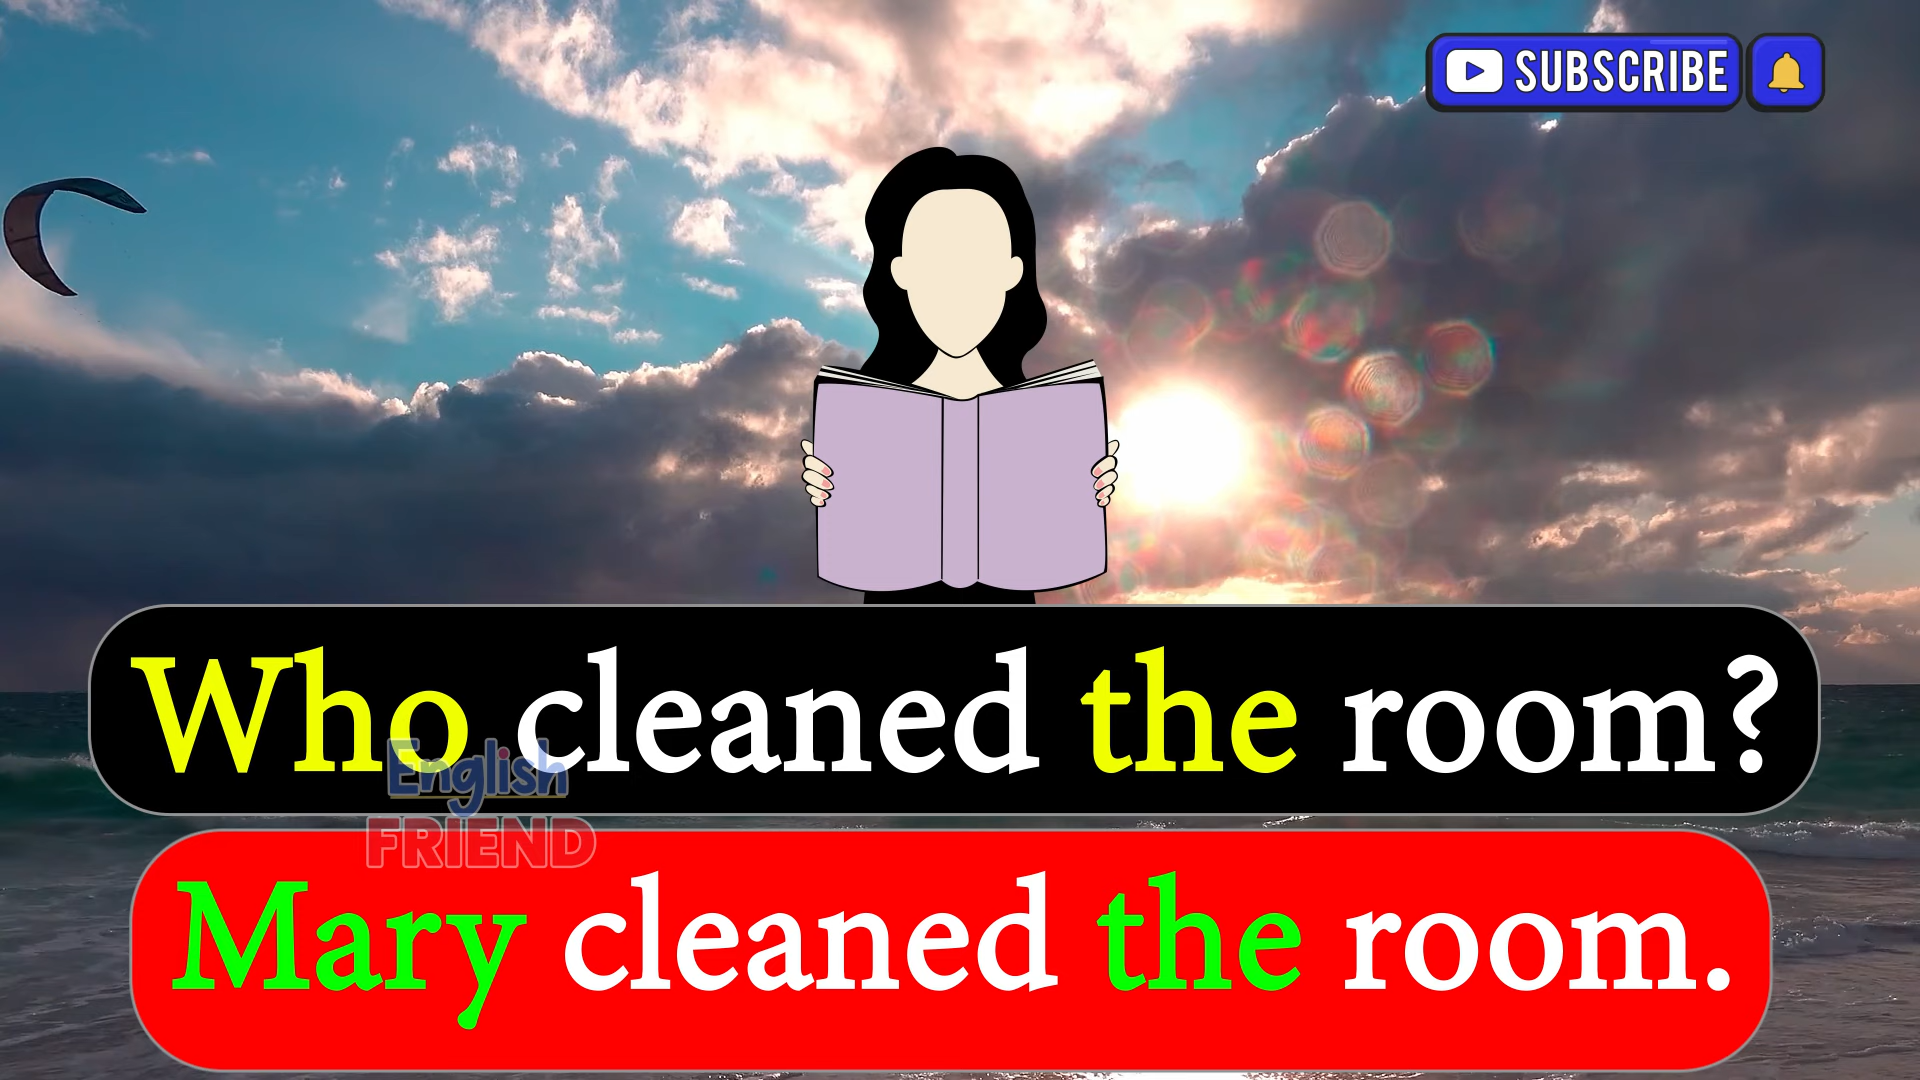 SUBSCRIBE
Who cleaned the room?
English
FRIEND
Mary cleaned the room.